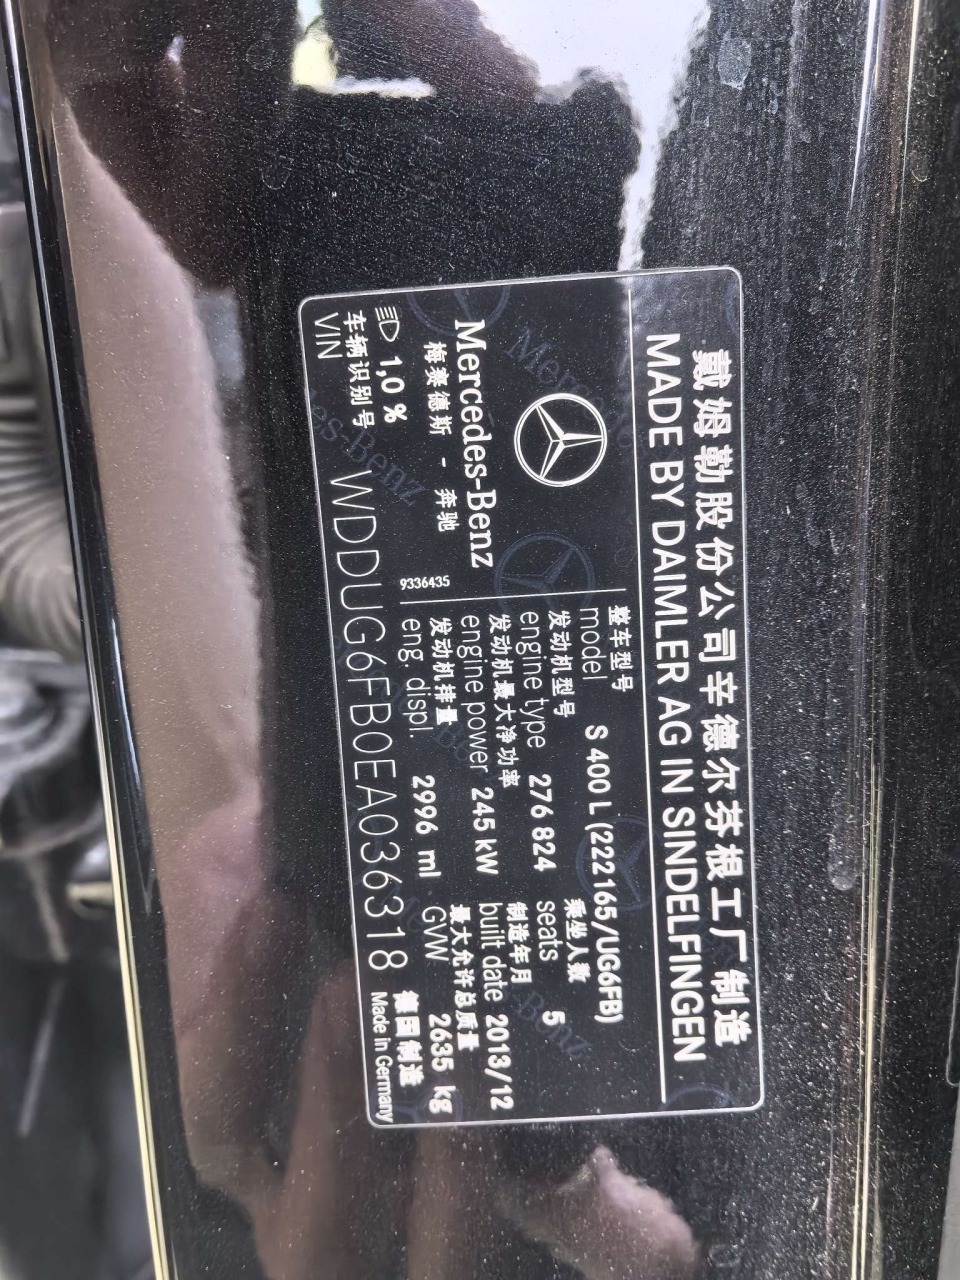 戴姆勒股份公司辛德尔芬根工厂制造
MADE BY DAIMLER AG IN SINDELFINGEN
Mercedes-Benz
梅赛德斯 - 奔驰
9336435
1,0 %
整车型号
model S 400 L (222165/UG6FB)
发动机型号 乘坐人数
engine type 276 824 seats 5
发动机最大净功率 制造年月
engine power 245 kW built date 2013/12
发动机排量 最大允许总质量
eng. displ. 2996 ml GVW 2635 kg
车辆识别号 德国制造
VIN WDDUG6FB0EA036318 Made in Germany